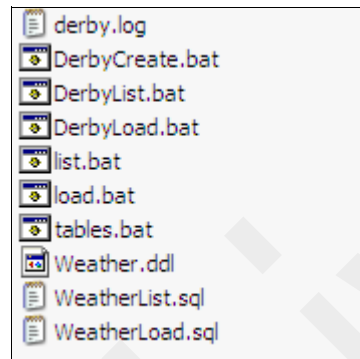 derby.log
DerbyCreate.bat
DerbyList.bat
DerbyLoad.bat
list.bat
load.bat
tables.bat
Weather.ddl
WeatherList.sql
WeatherLoad.sql